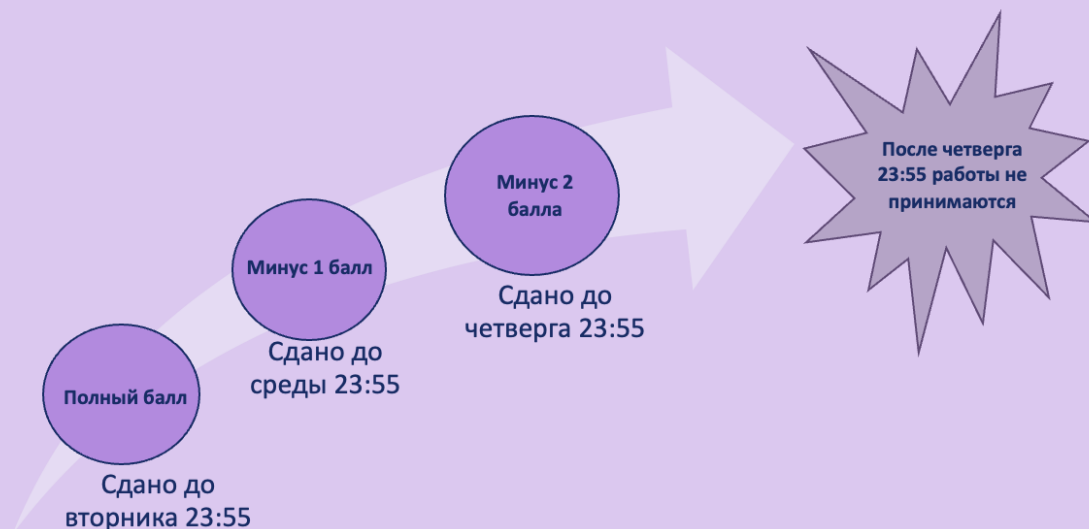 Полный балл
Сдано до
вторника 23:55
Минус 1 балл
Сдано до
среды 23:55
Минус 2
балла
Сдано до
четверга 23:55
После четверга
23:55 работы не
принимаются